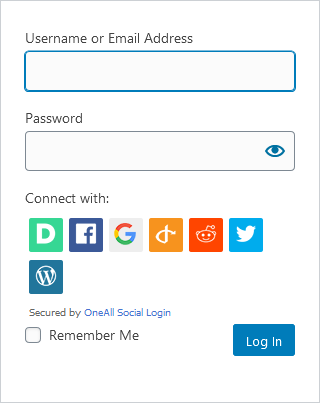 Username or Email Address
Password
Connect with:
Secured by OneAll Social Login
Remember Me
Log In